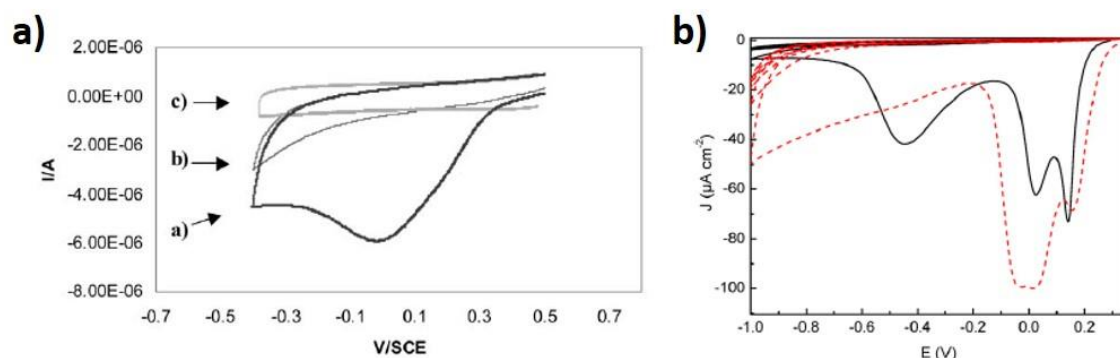 a)
2.00E-06
0.00E+00
-2.00E-06
-4.00E-06
-6.00E-06
-8.00E-06
I/A
c)
b)
a)
-0.7 -0.5 -0.3 -0.1 0.1 0.3 0.5 0.7
V/SCE
b)
0
-20
-40
-60
-80
-100
J (µA cm⁻²)
-1.0 -0.8 -0.6 -0.4 -0.2 0.0 0.2
E (V)